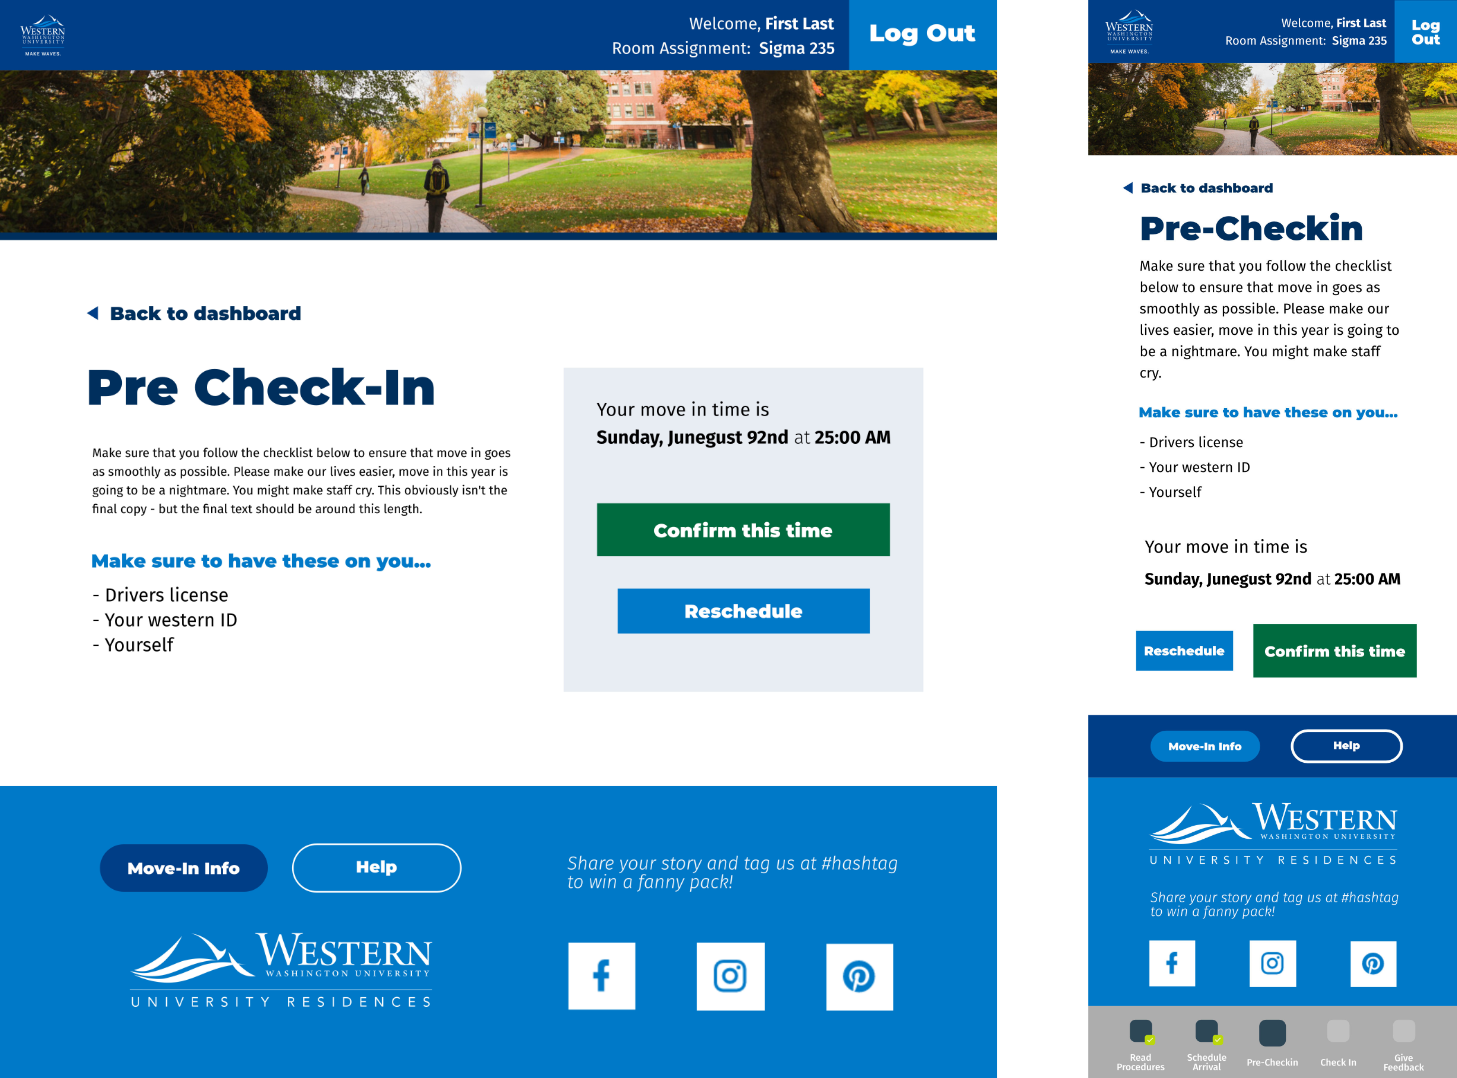 WESTERN
WASHINGTON UNIVERSITY
MAKE WAVES.
Welcome, First Last
Room Assignment: Sigma 235
Log Out
Back to dashboard
Pre Check-In
Make sure that you follow the checklist below to ensure that move in goes
as smoothly as possible. Please make our lives easier, move in this year is
going to be a nightmare. You might make staff cry. This obviously isn't the
final copy - but the final text should be around this length.
Make sure to have these on you...
- Drivers license
- Your western ID
- Yourself
Your move in time is
Sunday, Junegust 92nd at 25:00 AM
Confirm this time
Reschedule
Move-In Info
Help
WESTERN
WASHINGTON UNIVERSITY
UNIVERSITY RESIDENCES
Share your story and tag us at #hashtag
to win a fanny pack!
WESTERN
WASHINGTON UNIVERSITY
MAKE WAVES.
Welcome, First Last
Room Assignment: Sigma 235
Log
Out
Back to dashboard
Pre-Checkin
Make sure that you follow the checklist
below to ensure that move in goes as
smoothly as possible. Please make our
lives easier, move in this year is going to
be a nightmare. You might make staff
cry.
Make sure to have these on you...
- Drivers license
- Your western ID
- Yourself
Your move in time is
Sunday, Junegust 92nd at 25:00 AM
Reschedule
Confirm this time
Move-In Info
Help
WESTERN
WASHINGTON UNIVERSITY
UNIVERSITY RESIDENCES
Share your story and tag us at #hashtag
to win a fanny pack!
Read
Procedures
Schedule
Arrival
Pre-Checkin
Check In
Give
Feedback